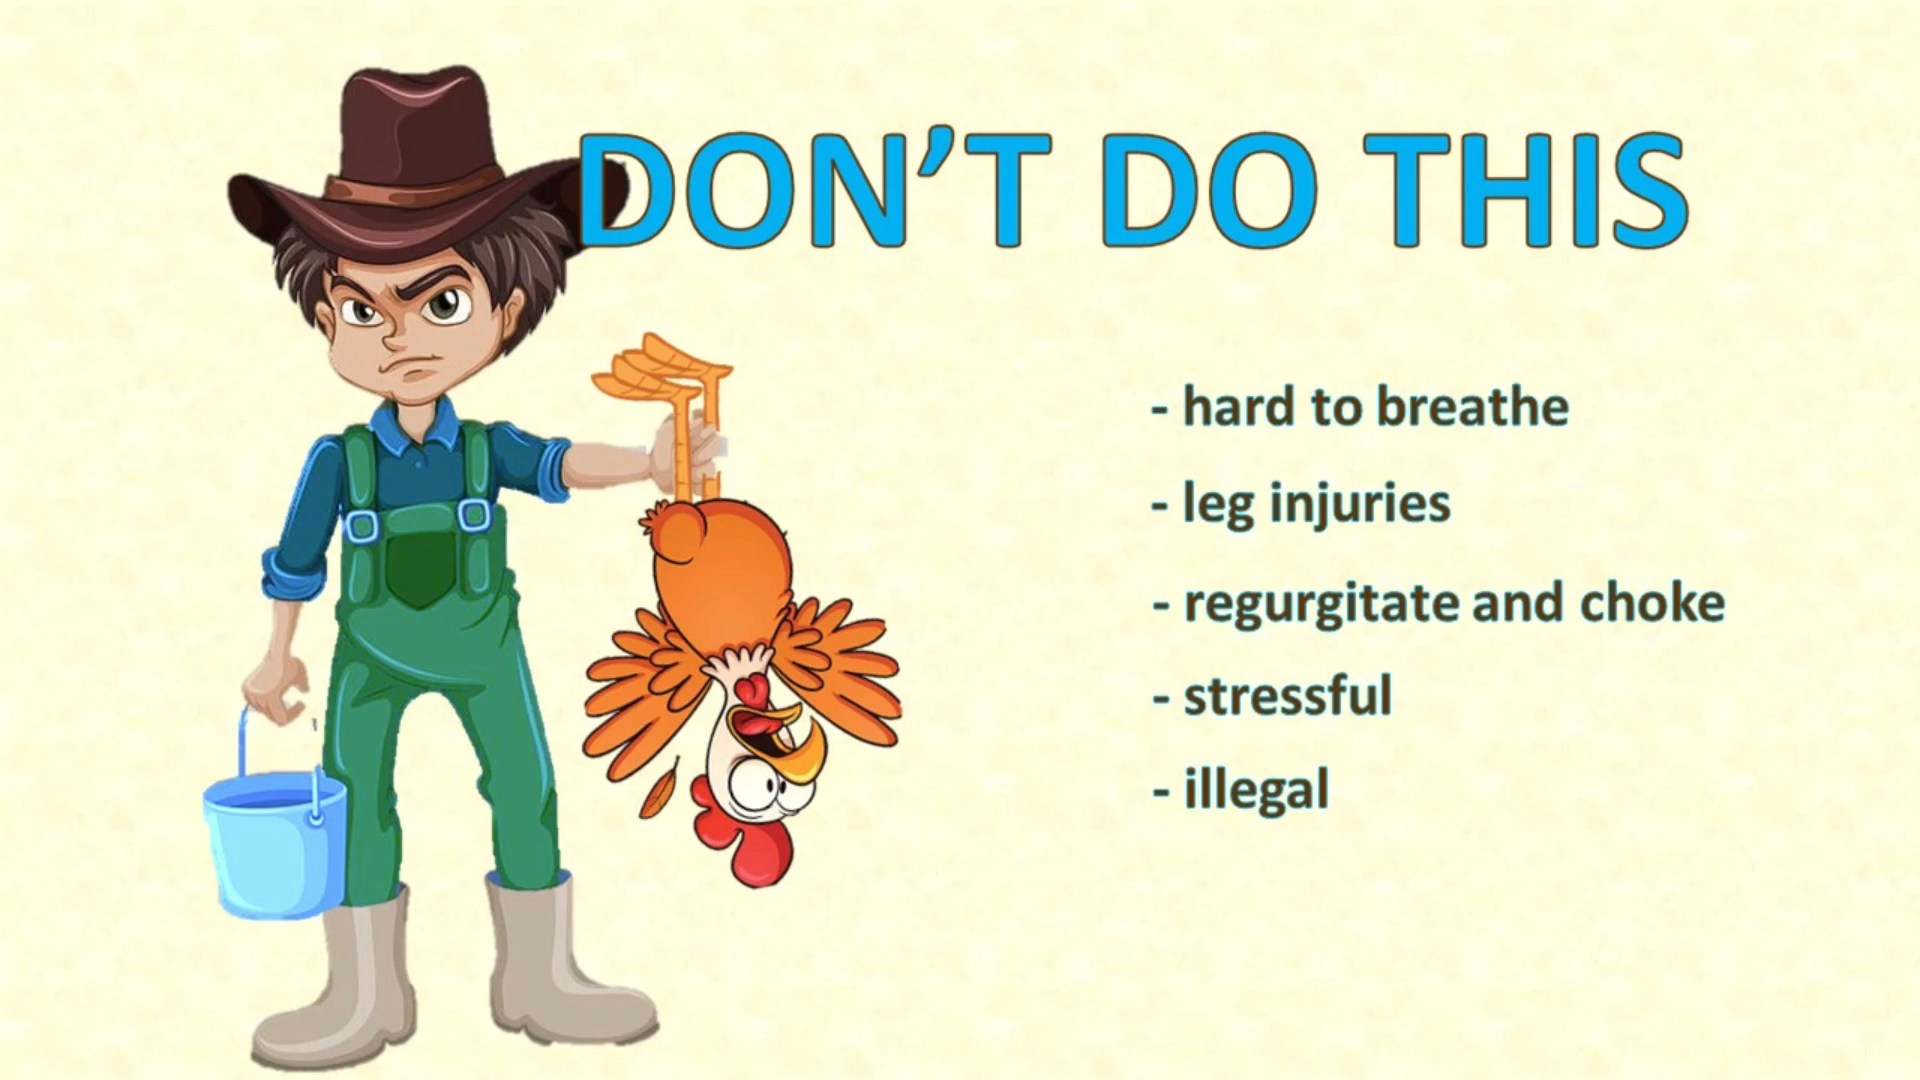 DON'T DO THIS
- hard to breathe
- leg injuries
- regurgitate and choke
- stressful
- illegal